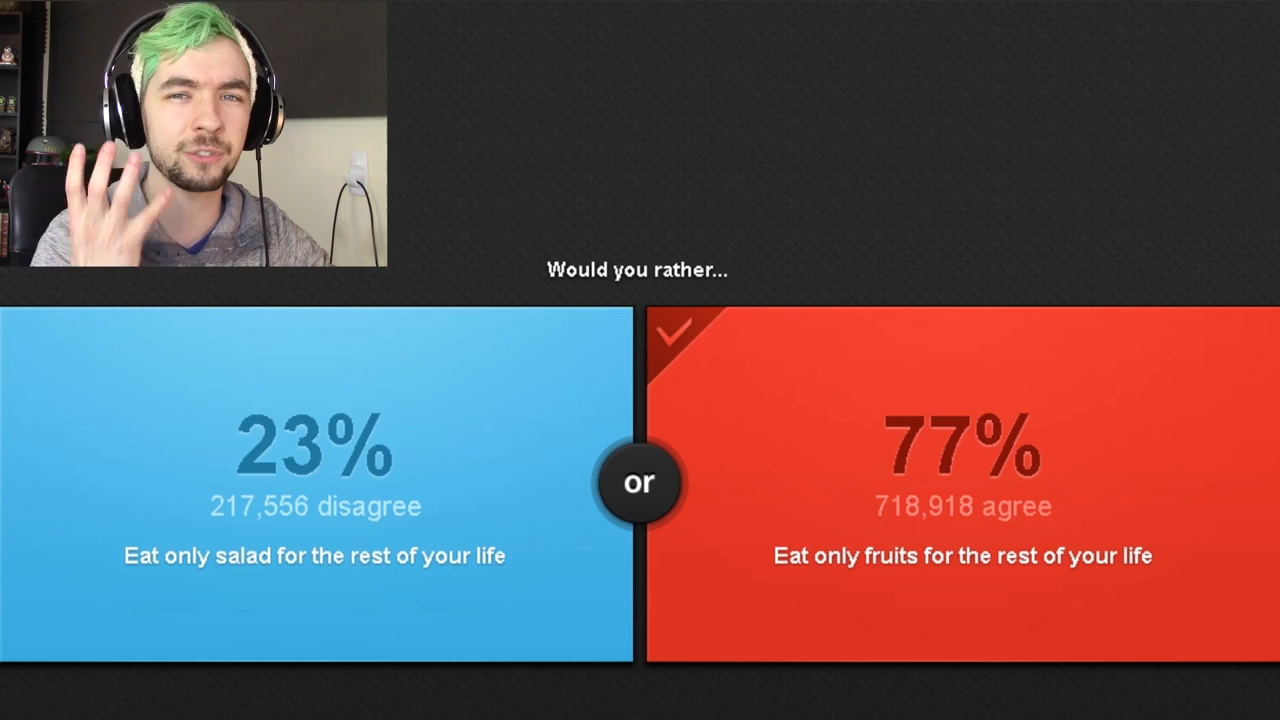 Would you rather...
23%
217,556 disagree
Eat only salad for the rest of your life
or
77%
718,918 agree
Eat only fruits for the rest of your life